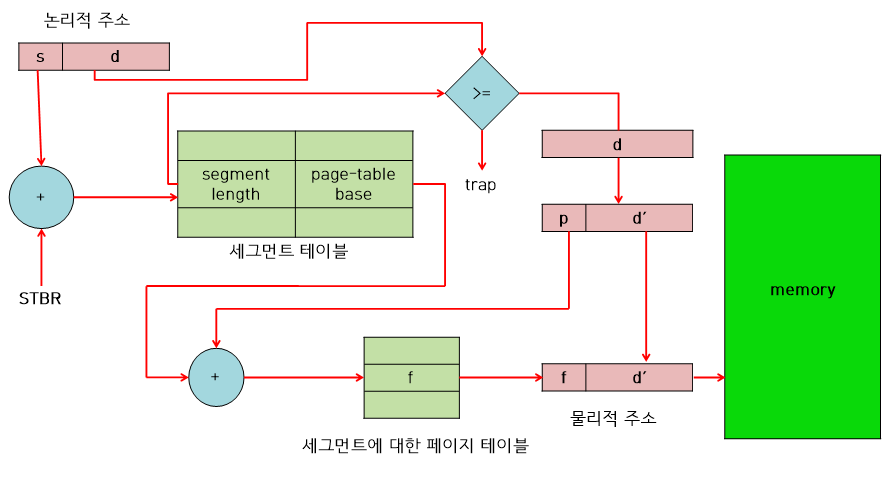 논리적 주소
s d
>=
d
segment length
page-table base
trap
+
p d′
세그먼트 테이블
memory
STBR
+
f
f d′
물리적 주소
세그먼트에 대한 페이지 테이블